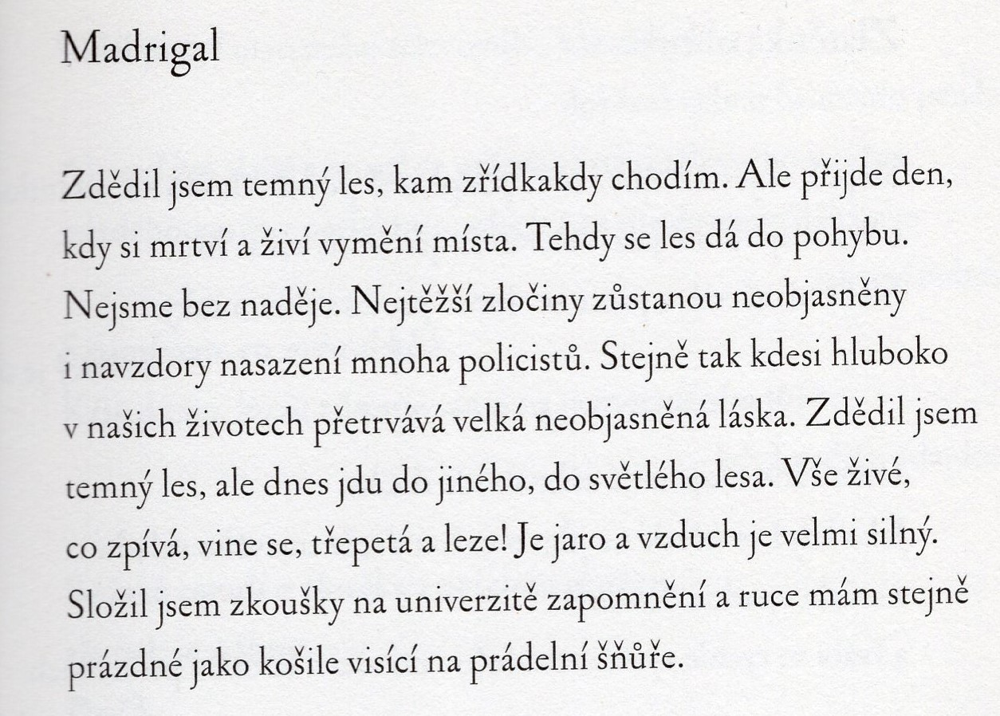 Madrigal
Zdědil jsem temný les, kam zřídkakdy chodím. Ale přijde den,
kdy si mrtví a živí vymění místa. Tehdy se les dá do pohybu.
Nejsme bez naděje. Nejtěžší zločiny zůstanou neobjasněny
i navzdory nasazení mnoha policistů. Stejně tak kdesi hluboko
v našich životech přetrvává velká neobjasněná láska. Zdědil jsem
temný les, ale dnes jdu do jiného, do světlého lesa. Vše živé,
co zpívá, vine se, třepetá a leze! Je jaro a vzduch je velmi silný.
Složil jsem zkoušky na univerzitě zapomnění a ruce mám stejně
prázdné jako košile visící na prádelní šňůře.